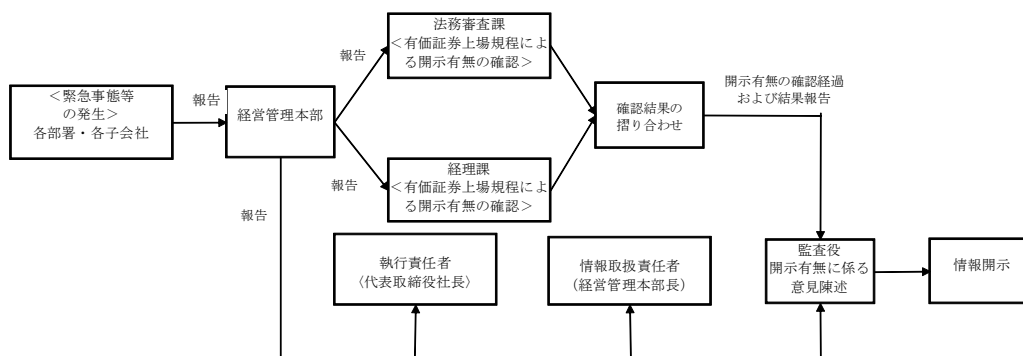 法務審査課
<有価証券上場規程によ
る開示有無の確認>
報告
報告
<緊急事態等
の発生>
各部署・各子会社
報告
経営管理本部
確認結果の
摺り合わせ
開示有無の確認経過
および結果報告
報告
経理課
<有価証券上場規程によ
る開示有無の確認>
報告
執行責任者
〈代表取締役社長〉
情報取扱責任者
(経営管理本部長)
監査役
開示有無に係る
意見陳述
情報開示